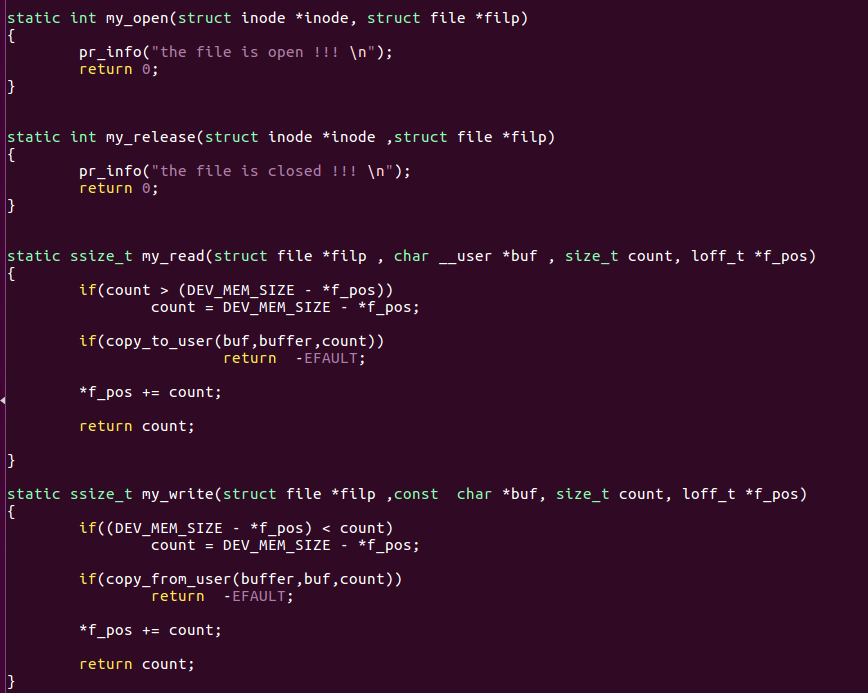 static int my_open(struct inode *inode, struct file *filp)
{
        pr_info("the file is open !!! \n");
        return 0;
}
static int my_release(struct inode *inode ,struct file *filp)
{
        pr_info("the file is closed !!! \n");
        return 0;
}
static ssize_t my_read(struct file *filp , char __user *buf , size_t count, loff_t *f_pos)
{
        if(count > (DEV_MEM_SIZE - *f_pos))
                count = DEV_MEM_SIZE - *f_pos;
        if(copy_to_user(buf,buffer,count))
                        return  -EFAULT;
        *f_pos += count;
        return count;
}
static ssize_t my_write(struct file *filp ,const  char *buf, size_t count, loff_t *f_pos)
{
        if((DEV_MEM_SIZE - *f_pos) < count)
                count = DEV_MEM_SIZE - *f_pos;
        if(copy_from_user(buffer,buf,count))
                return  -EFAULT;
        *f_pos += count;
        return count;
}